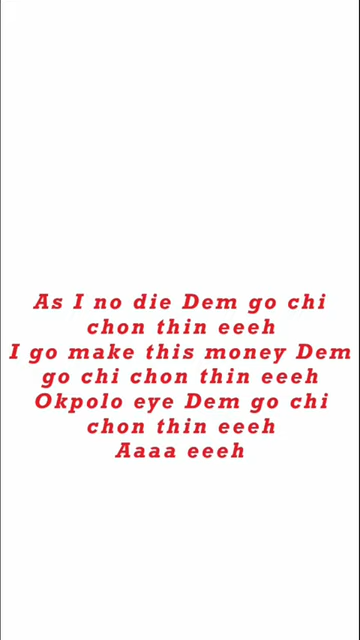 As I no die Dem go chi
chon thin eeeh
I go make this money Dem
go chi chon thin eeeh
Okpolo eye Dem go chi
chon thin eeeh
Aaaa eeeh